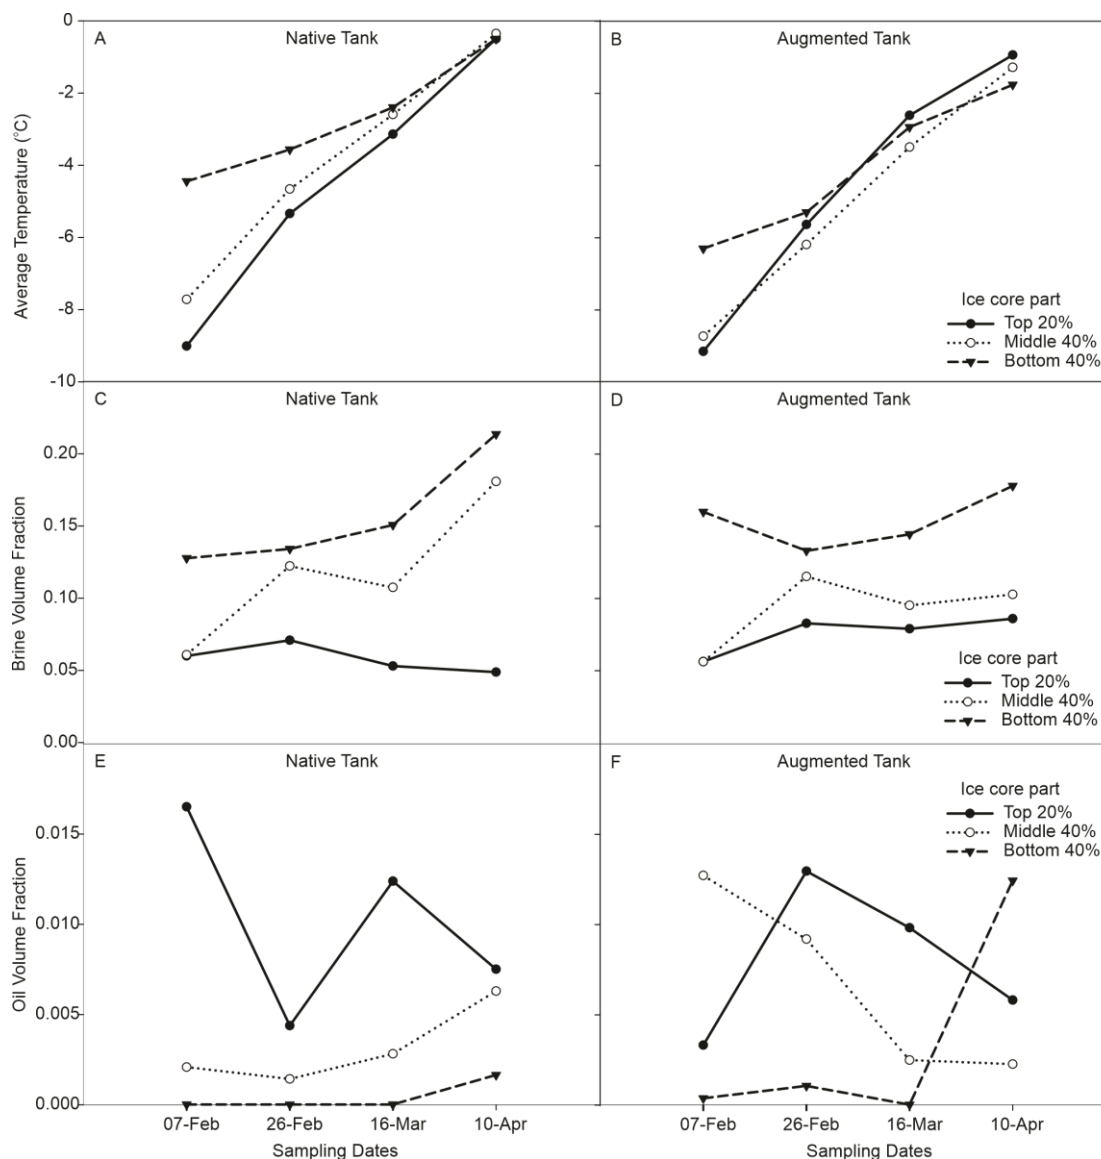 A Native Tank
B Augmented Tank
Average Temperature (°C)
0
-2
-4
-6
-8
-10
Ice core part
Top 20%
Middle 40%
Bottom 40%
C Native Tank
D Augmented Tank
Brine Volume Fraction
0.20
0.15
0.10
0.05
0.00
Ice core part
Top 20%
Middle 40%
Bottom 40%
E Native Tank
F Augmented Tank
Oil Volume Fraction
0.015
0.010
0.005
0.000
Ice core part
Top 20%
Middle 40%
Bottom 40%
07-Feb 26-Feb 16-Mar 10-Apr
07-Feb 26-Feb 16-Mar 10-Apr
Sampling Dates
Sampling Dates